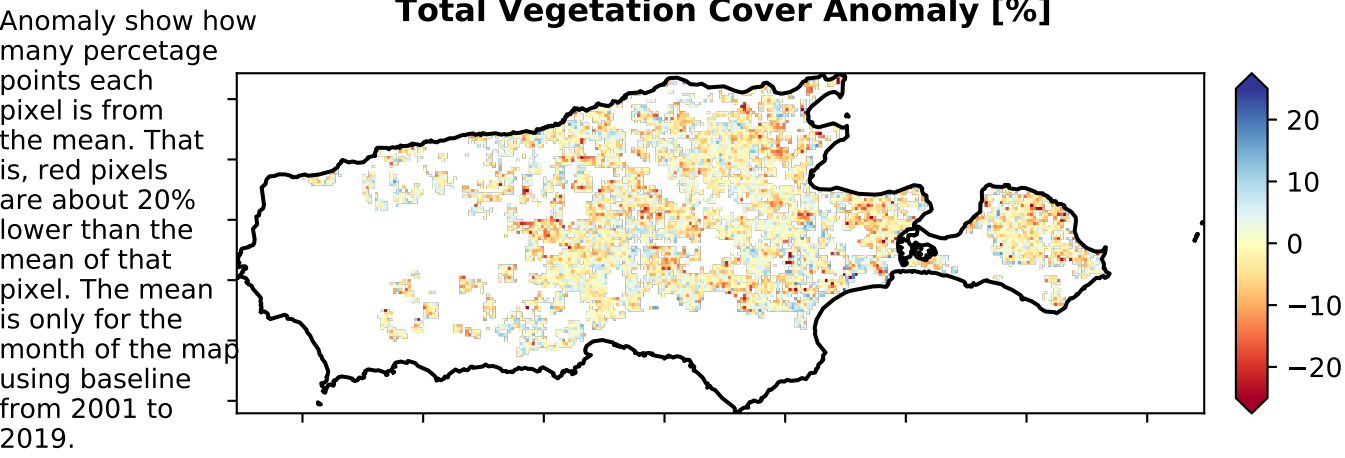 Total Vegetation Cover Anomaly [%]
Anomaly show how
many percetage
points each
pixel is from
the mean. That
is, red pixels
are about 20%
lower than the
mean of that
pixel. The mean
is only for the
month of the map
using baseline
from 2001 to
2019.
20
10
0
−10
−20